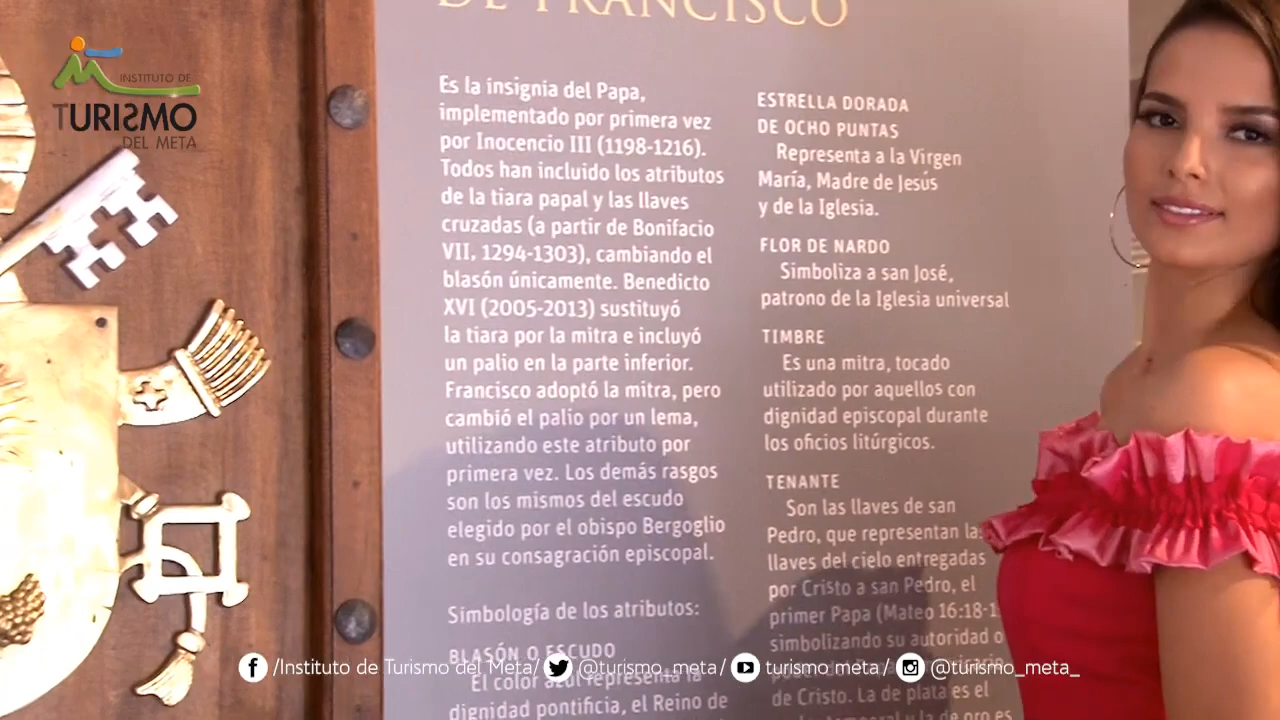 DE FRANCISCO
INSTITUTO DE
TURISMO
DEL META
Es la insignia del Papa,
implementado por primera vez
por Inocencio III (1198-1216).
Todos han incluido los atributos
de la tiara papal y las llaves
cruzadas (a partir de Bonifacio
VII, 1294-1303), cambiando el
blasón únicamente. Benedicto
XVI (2005-2013) sustituyó
la tiara por la mitra e incluyó
un palio en la parte inferior.
Francisco adoptó la mitra, pero
cambió el palio por un lema,
utilizando este atributo por
primera vez. Los demás rasgos
son los mismos del escudo
elegido por el obispo Bergoglio
en su consagración episcopal.
Simbología de los atributos:
BLASÓN O ESCUDO
El color azul representa la
dignidad pontificia, el Reino de
ESTRELLA DORADA
DE OCHO PUNTAS
Representa a la Virgen
María, Madre de Jesús
y de la Iglesia.
FLOR DE NARDO
Simboliza a san José,
patrono de la Iglesia universal
TIMBRE
Es una mitra, tocado
utilizado por aquellos con
dignidad episcopal durante
los oficios litúrgicos.
TENANTE
Son las llaves de san
Pedro, que representan las
llaves del cielo entregadas
por Cristo a san Pedro, el
primer Papa (Mateo 16:18-1
simbolizando su autoridad o
de Cristo. La de plata es el
y la de oro es
/Instituto de Turismo del Meta/ @turismo_meta/ turismo meta/ @turismo_meta_